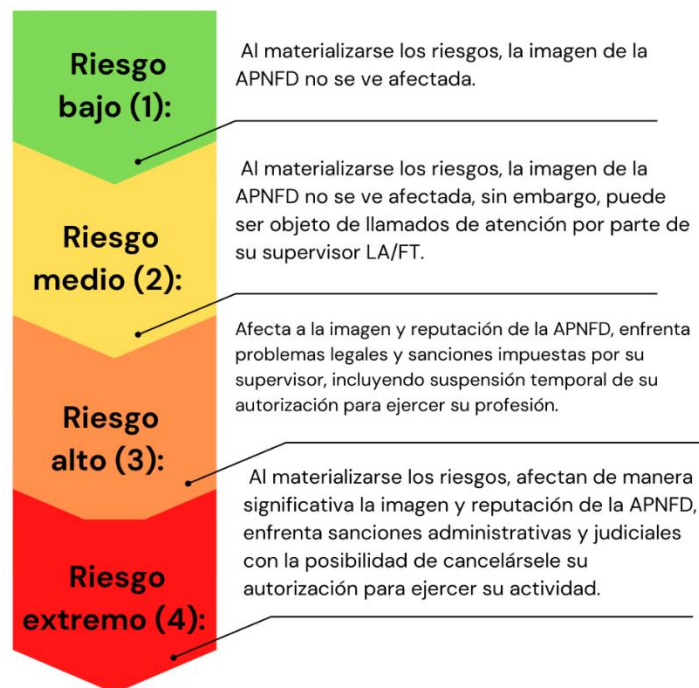 Riesgo
bajo (1):
Al materializarse los riesgos, la imagen de la
APNFD no se ve afectada.
Riesgo
medio (2):
Al materializarse los riesgos, la imagen de la
APNFD no se ve afectada, sin embargo, puede
ser objeto de llamados de atención por parte de
su supervisor LA/FT.
Riesgo
alto (3):
Afecta a la imagen y reputación de la APNFD, enfrenta
problemas legales y sanciones impuestas por su
supervisor, incluyendo suspensión temporal de su
autorización para ejercer su profesión.
Riesgo
extremo (4):
Al materializarse los riesgos, afectan de manera
significativa la imagen y reputación de la APNFD,
enfrenta sanciones administrativas y judiciales
con la posibilidad de cancelársele su
autorización para ejercer su actividad.